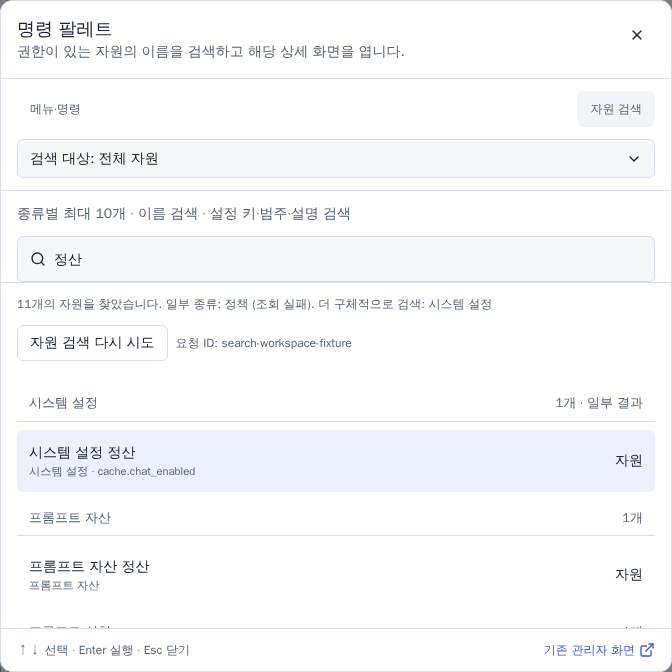 명령 팔레트
권한이 있는 자원의 이름을 검색하고 해당 상세 화면을 엽니다.
메뉴·명령
자원 검색
검색 대상: 전체 자원
종류별 최대 10개 · 이름 검색 · 설정 키·범주·설명 검색
정산
11개의 자원을 찾았습니다. 일부 종류: 정책 (조회 실패). 더 구체적으로 검색: 시스템 설정
자원 검색 다시 시도 요청 ID: search-workspace-fixture
시스템 설정 1개 · 일부 결과
시스템 설정 정산
시스템 설정 · cache.chat_enabled
자원
프롬프트 자산 1개
프롬프트 자산 정산
프롬프트 자산
자원
↑ ↓ 선택 · Enter 실행 · Esc 닫기
기존 관리자 화면